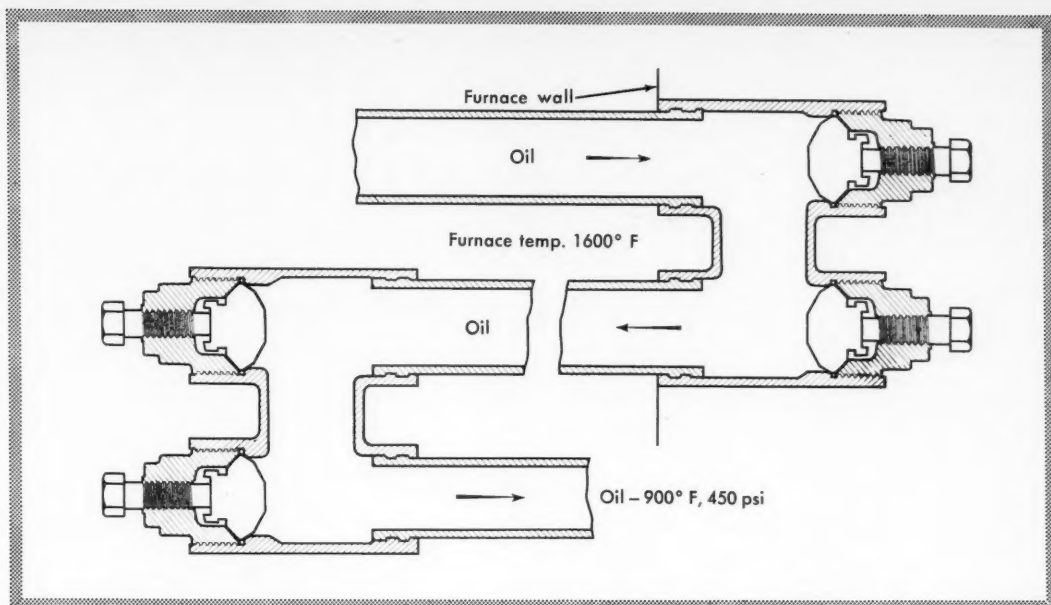 Furnace wall
Oil
Furnace temp. 1600° F
Oil
Oil – 900° F, 450 psi